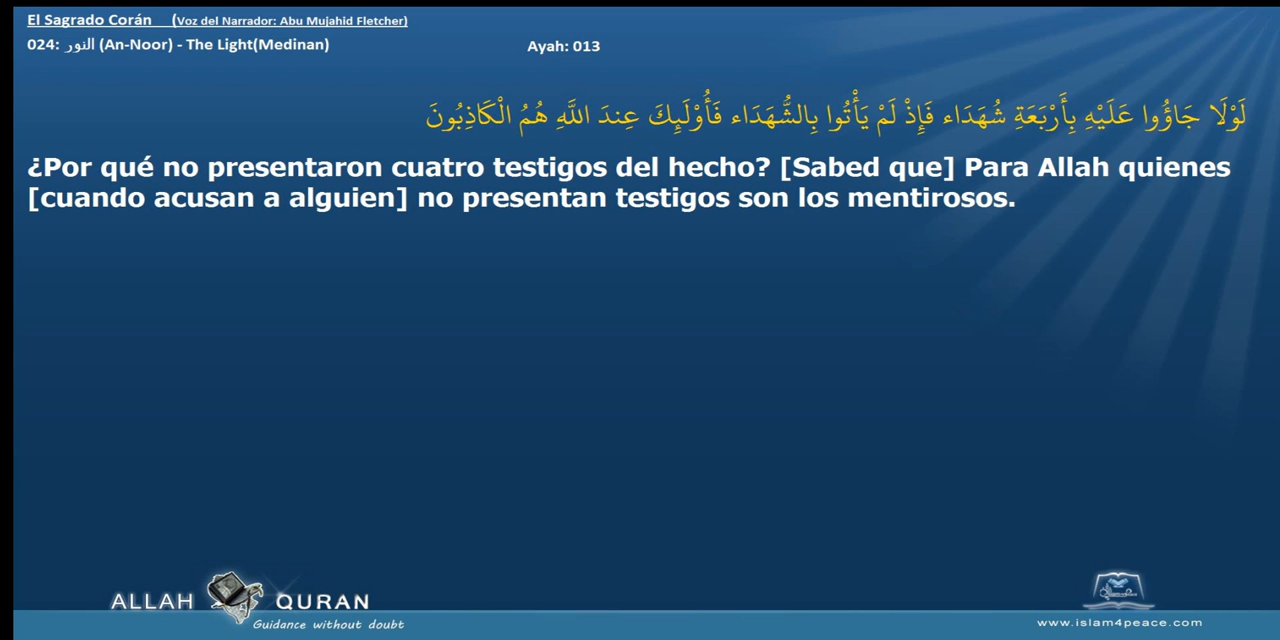 El Sagrado Corán (Voz del Narrador: Abu Mujahid Fletcher)
024: النور (An-Noor) - The Light(Medinan) Ayah: 013
لَوْلَا جَاؤُوا عَلَيْهِ بِأَرْبَعَةِ شُهَدَاء فَإِذْ لَمْ يَأْتُوا بِالشُّهَدَاء فَأُوْلَئِكَ عِندَ اللَّهِ هُمُ الْكَاذِبُونَ
¿Por qué no presentaron cuatro testigos del hecho? [Sabed que] Para Allah quienes
[cuando acusan a alguien] no presentan testigos son los mentirosos.
ALLAH QURAN
Guidance without doubt
www.islam4peace.com